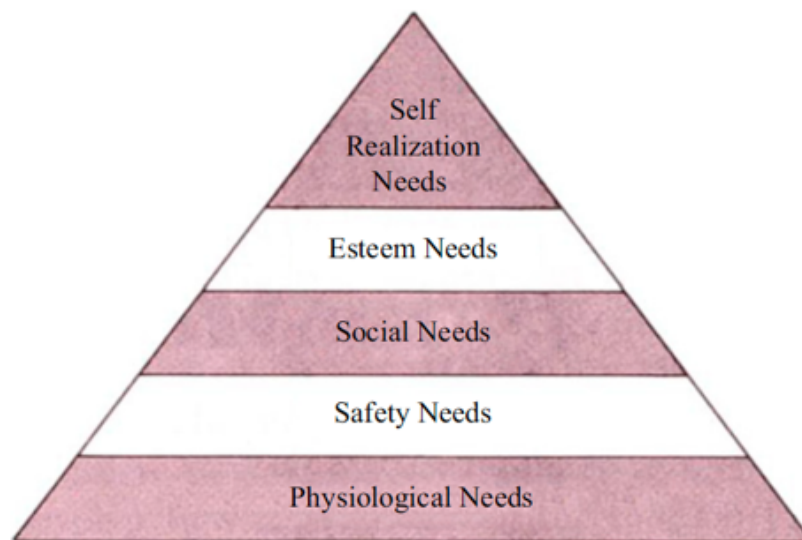 Self
Realization
Needs
Esteem Needs
Social Needs
Safety Needs
Physiological Needs